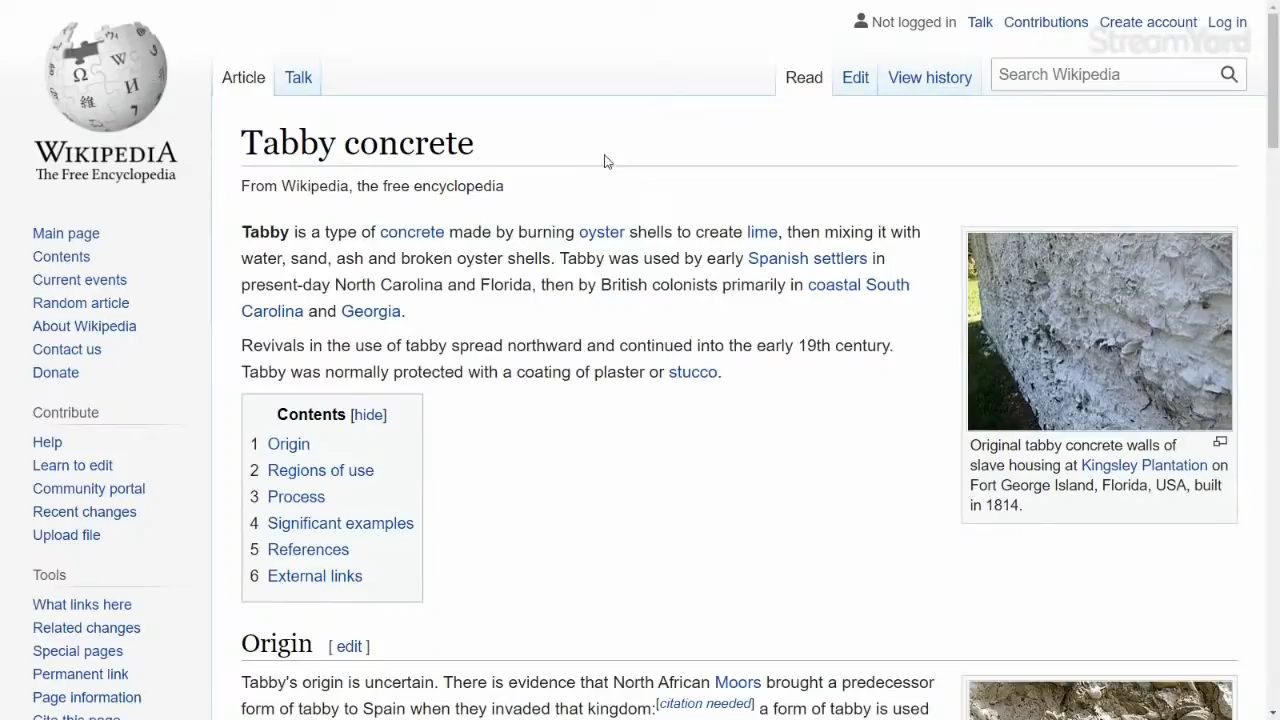 Not logged in Talk Contributions Create account Log in
StreamYard
Article Talk Read Edit View history Search Wikipedia
WIKIPEDIA
The Free Encyclopedia
Main page
Contents
Current events
Random article
About Wikipedia
Contact us
Donate
Contribute
Help
Learn to edit
Community portal
Recent changes
Upload file
Tools
What links here
Related changes
Special pages
Permanent link
Page information
Cite this page
Tabby concrete
From Wikipedia, the free encyclopedia
Tabby is a type of concrete made by burning oyster shells to create lime, then mixing it with
water, sand, ash and broken oyster shells. Tabby was used by early Spanish settlers in
present-day North Carolina and Florida, then by British colonists primarily in coastal South
Carolina and Georgia.
Revivals in the use of tabby spread northward and continued into the early 19th century.
Tabby was normally protected with a coating of plaster or stucco.
Contents [hide]
1 Origin
2 Regions of use
3 Process
4 Significant examples
5 References
6 External links
Original tabby concrete walls of
slave housing at Kingsley Plantation on
Fort George Island, Florida, USA, built
in 1814.
Origin [ edit ]
Tabby's origin is uncertain. There is evidence that North African Moors brought a predecessor
form of tabby to Spain when they invaded that kingdom:[citation needed] a form of tabby is used